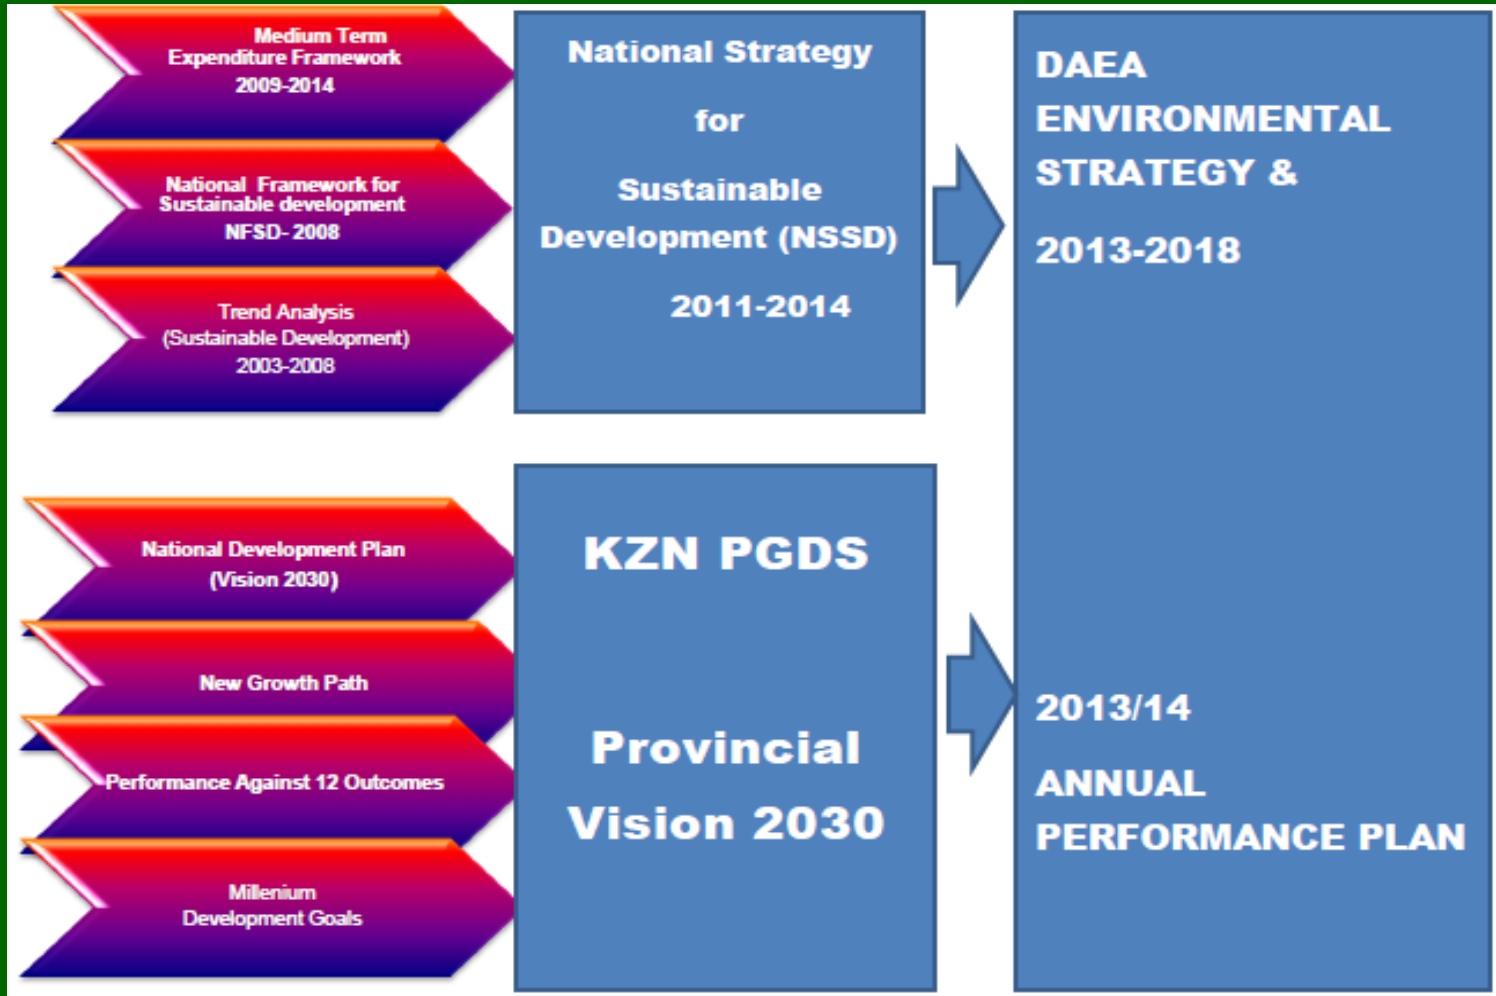 Medium Term
Expenditure Framework
2009-2014
National Framework for
Sustainable development
NFSD- 2008
Trend Analysis
(Sustainable Development)
2003-2008
National Strategy
for
Sustainable
Development (NSSD)
2011-2014
National Development Plan
(Vision 2030)
New Growth Path
Performance Against 12 Outcomes
Millenium
Development Goals
KZN PGDS
Provincial
Vision 2030
DAEA
ENVIRONMENTAL
STRATEGY &
2013-2018
2013/14
ANNUAL
PERFORMANCE PLAN